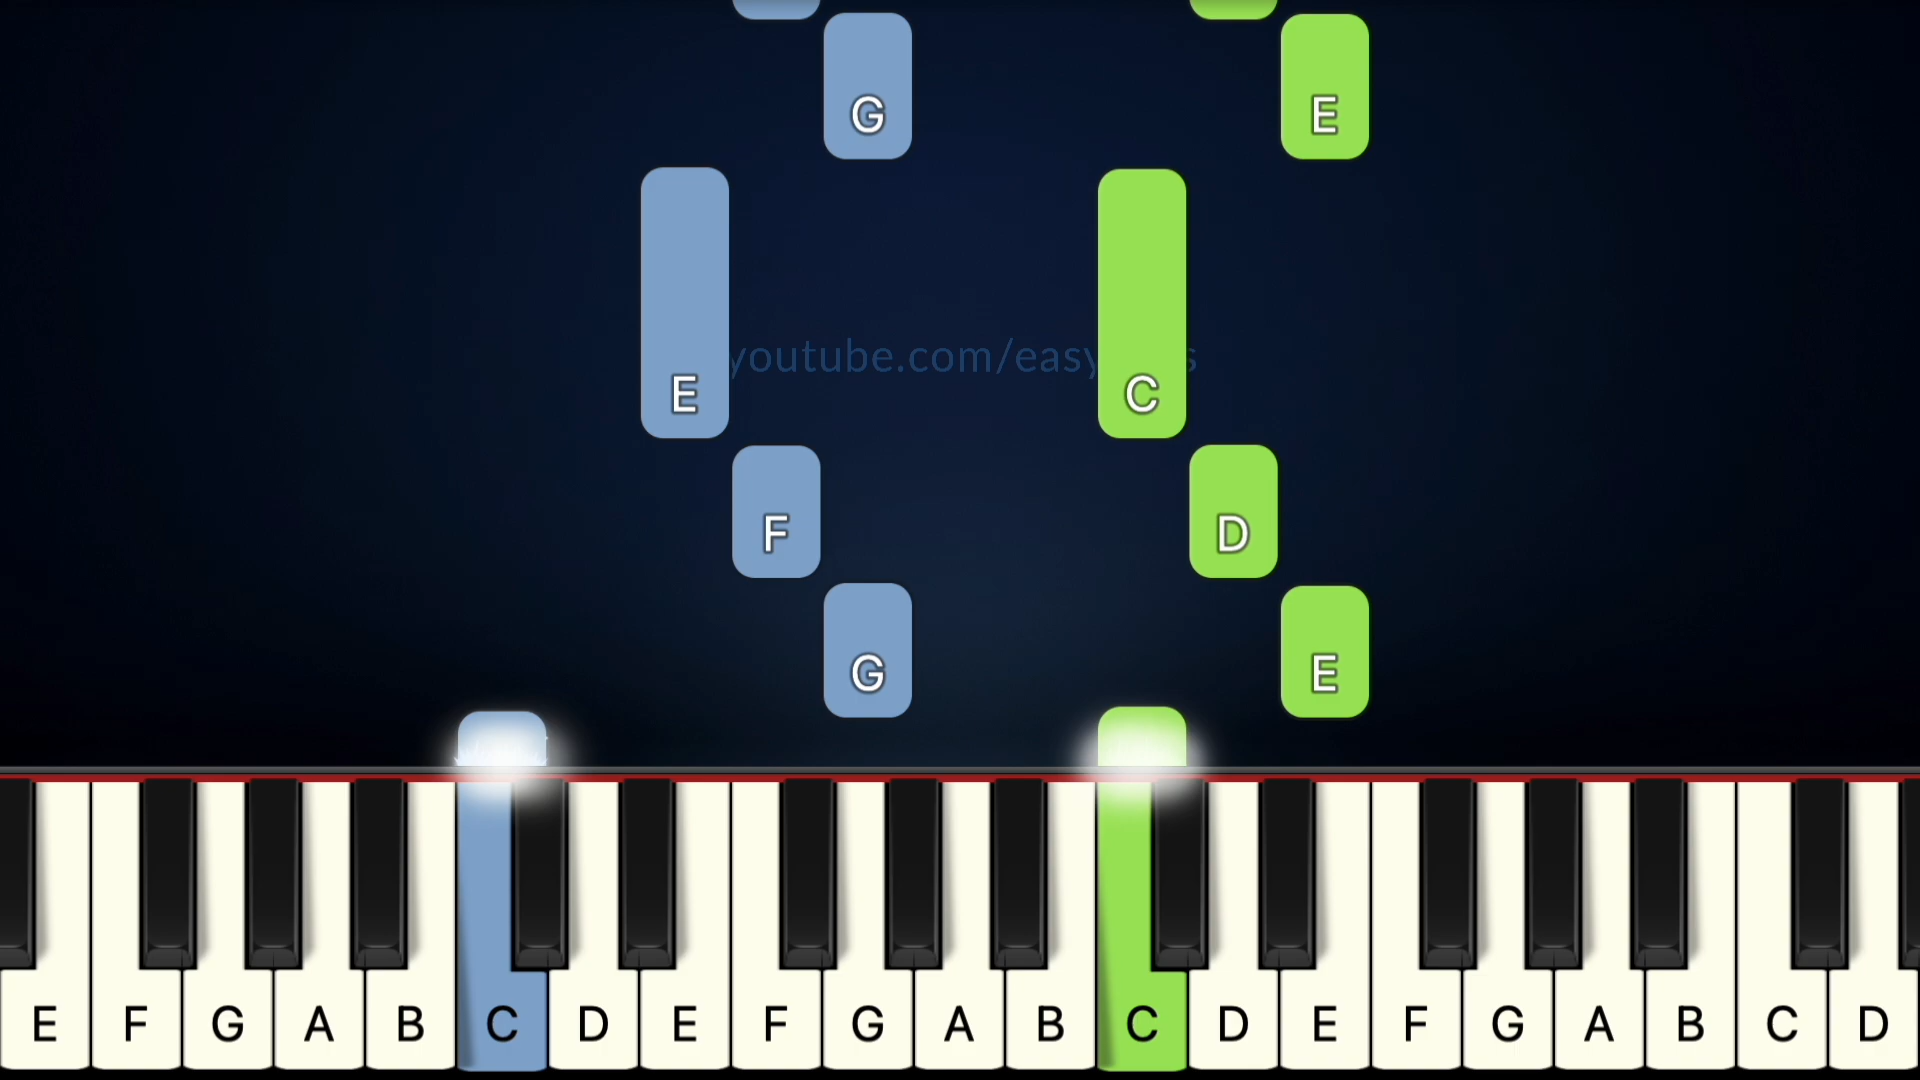 G E
youtube.com/easy s
E C
F D
G E
E F G A B C D E F G A B C D E F G A B C D